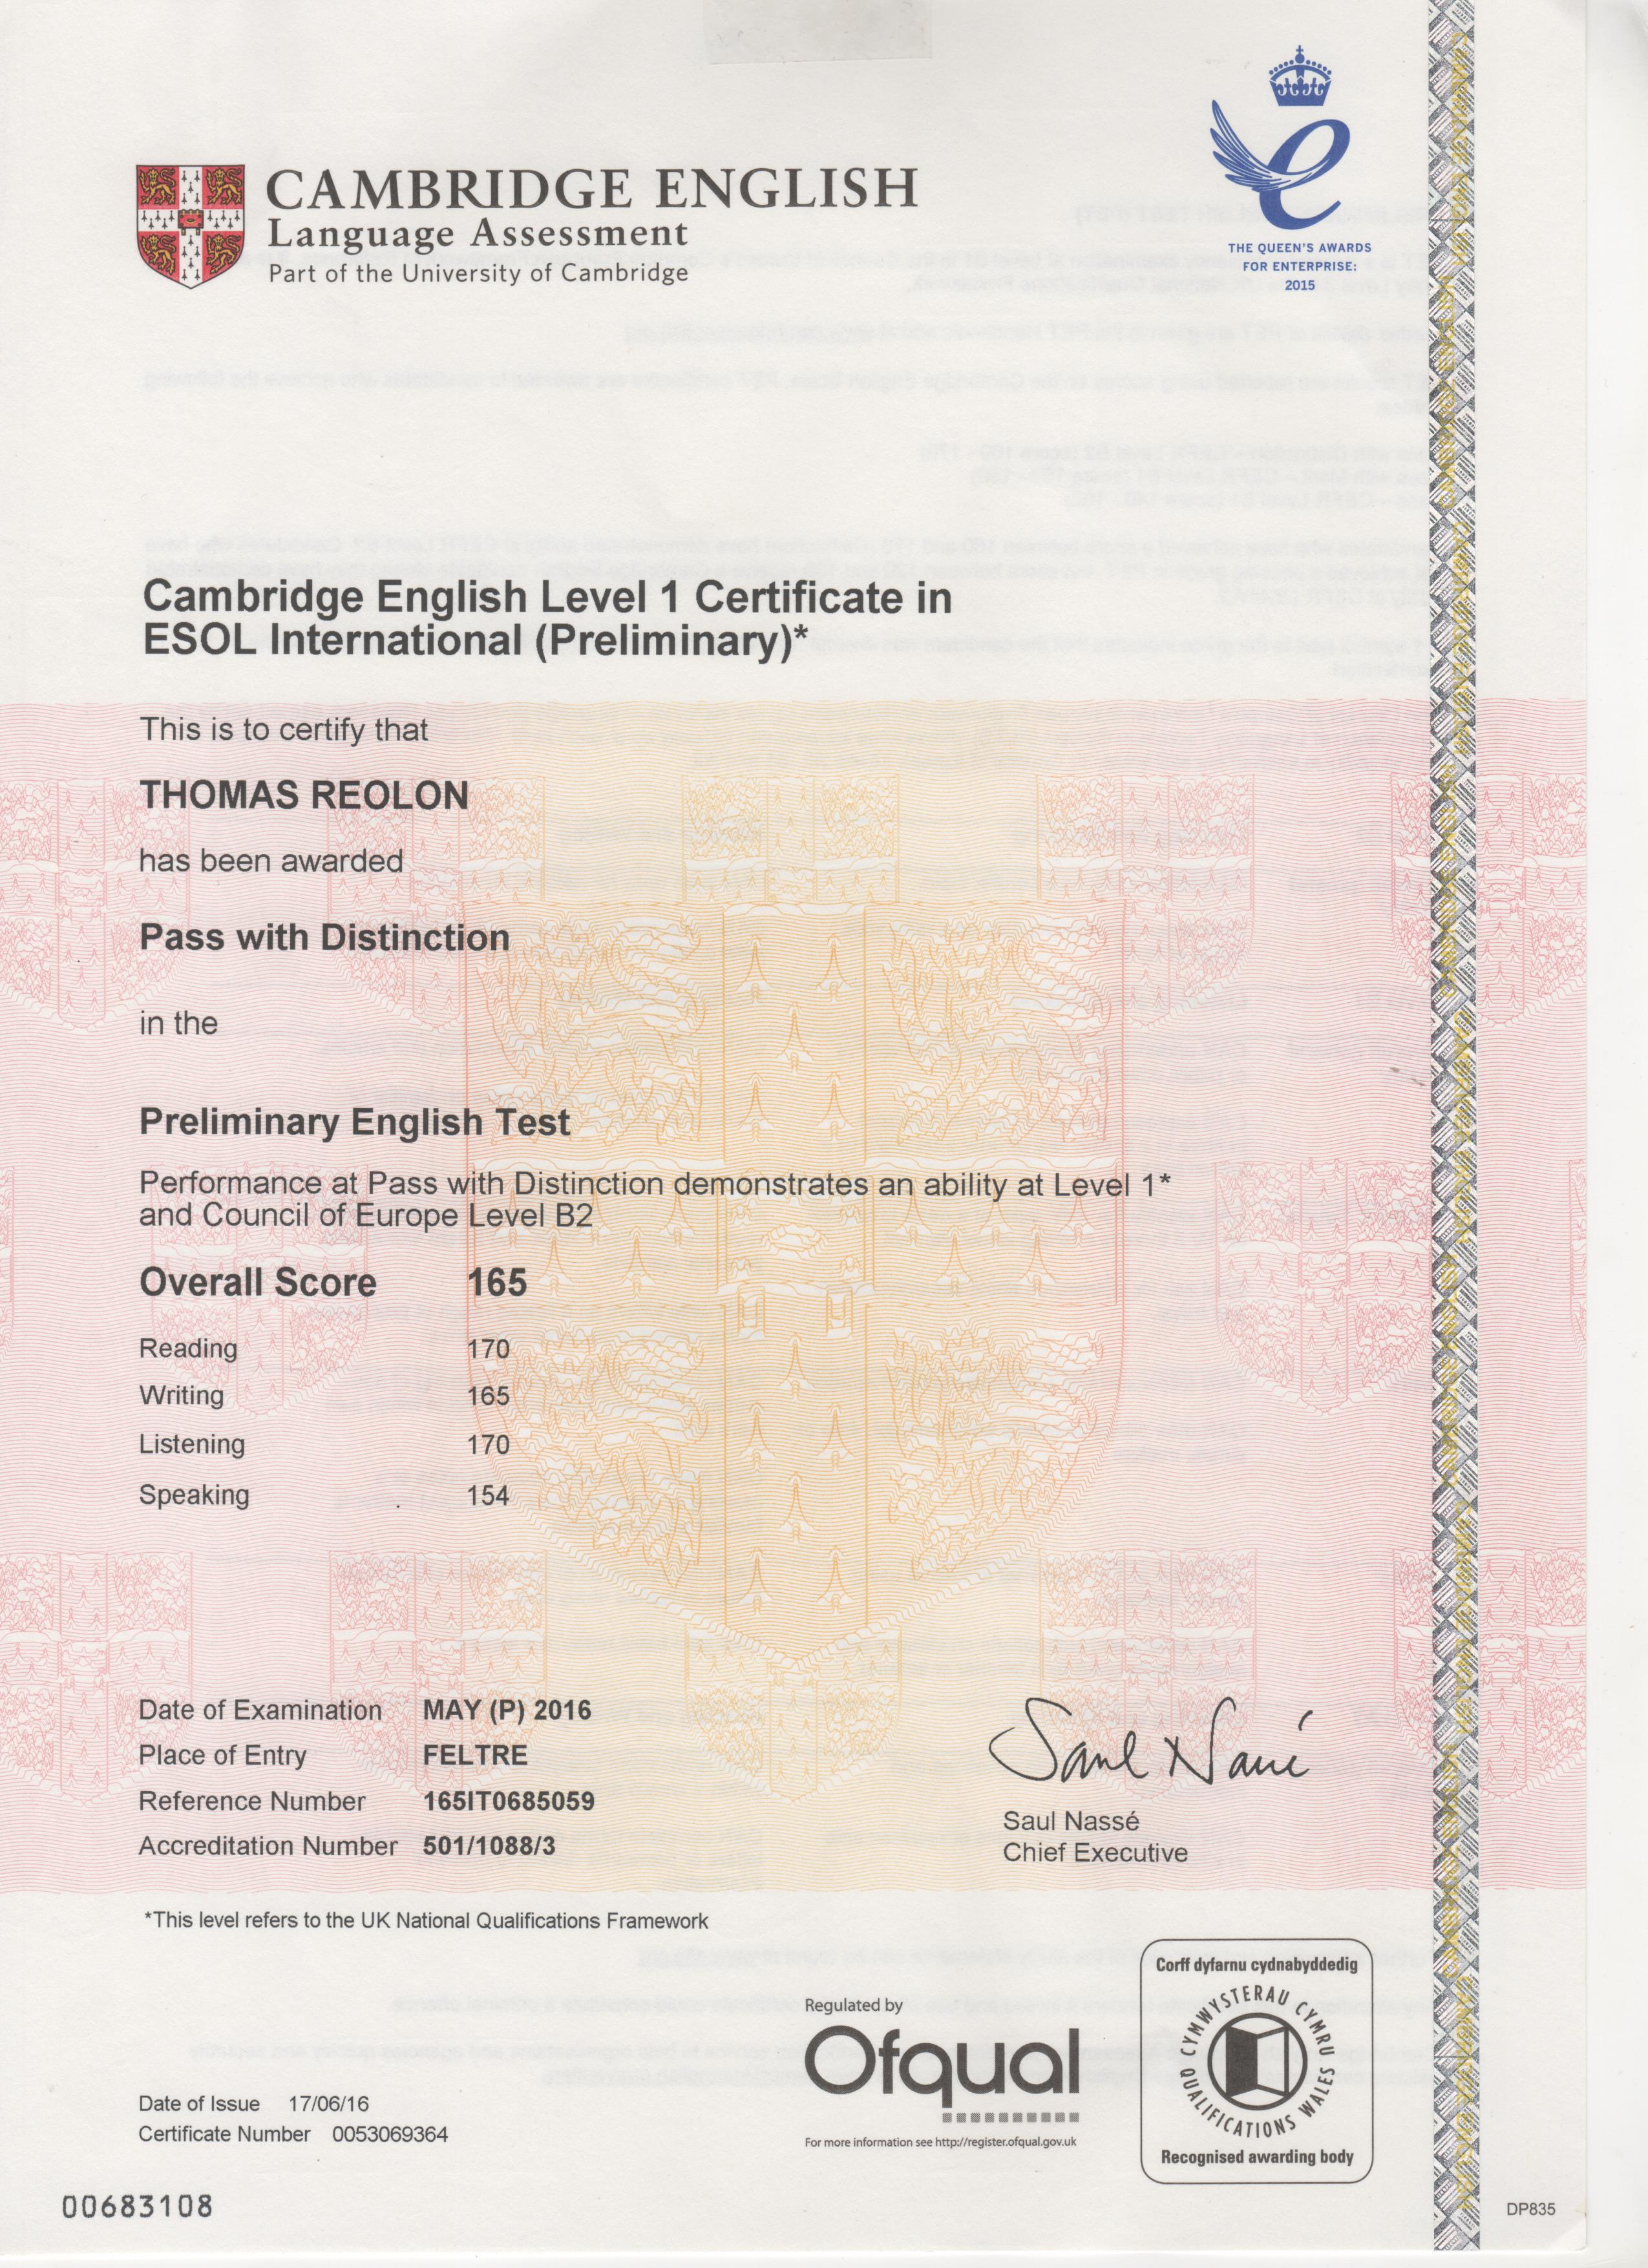 THE QUEEN'S AWARDS
FOR ENTERPRISE:
2015
CAMBRIDGE ENGLISH
Language Assessment
Part of the University of Cambridge
Cambridge English Level 1 Certificate in
ESOL International (Preliminary)*
This is to certify that
THOMAS REOLON
has been awarded
Pass with Distinction
in the
Preliminary English Test
Performance at Pass with Distinction demonstrates an ability at Level 1*
and Council of Europe Level B2
Overall Score 165
Reading 170
Writing 165
Listening 170
Speaking 154
Date of Examination MAY (P) 2016
Place of Entry FELTRE
Reference Number 165IT0685059
Accreditation Number 501/1088/3
Saul Nassé
Saul Nassé
Chief Executive
*This level refers to the UK National Qualifications Framework
Regulated by
Ofqual
For more information see http://register.ofqual.gov.uk
Corff dyfarnu cydnabyddedig
CYMWYSTERAU CYMRU
QUALIFICATIONS WALES
Recognised awarding body
Date of Issue 17/06/16
Certificate Number 0053069364
00683108
DP835